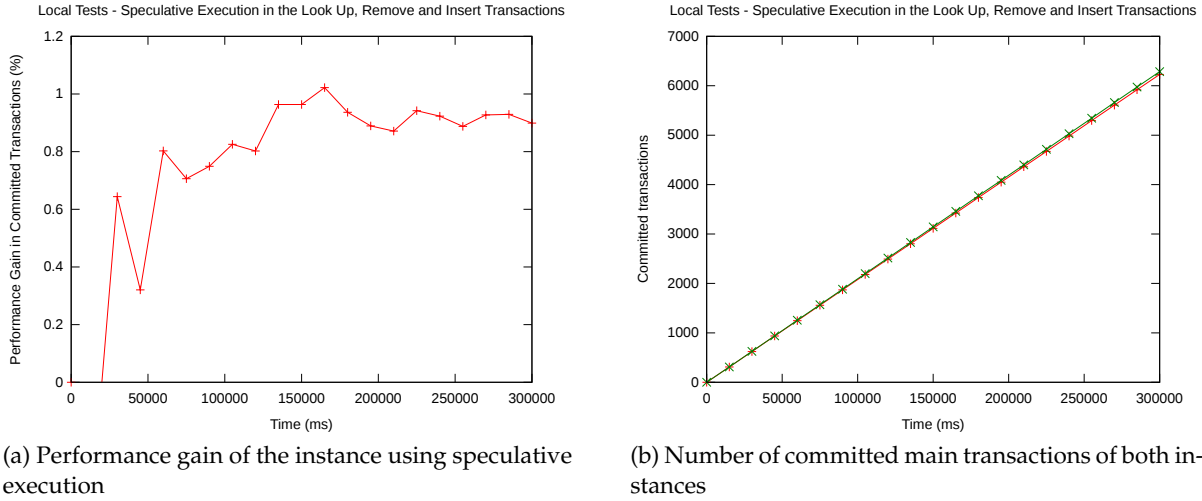 Local Tests - Speculative Execution in the Look Up, Remove and Insert Transactions
1.2
1
0.8
0.6
0.4
0.2
0
Performance Gain in Committed Transactions (%)
0 50000 100000 150000 200000 250000 300000
Time (ms)
(a) Performance gain of the instance using speculative
execution
Local Tests - Speculative Execution in the Look Up, Remove and Insert Transactions
7000
6000
5000
4000
3000
2000
1000
0
Committed transactions
0 50000 100000 150000 200000 250000 300000
Time (ms)
(b) Number of committed main transactions of both in-
stances